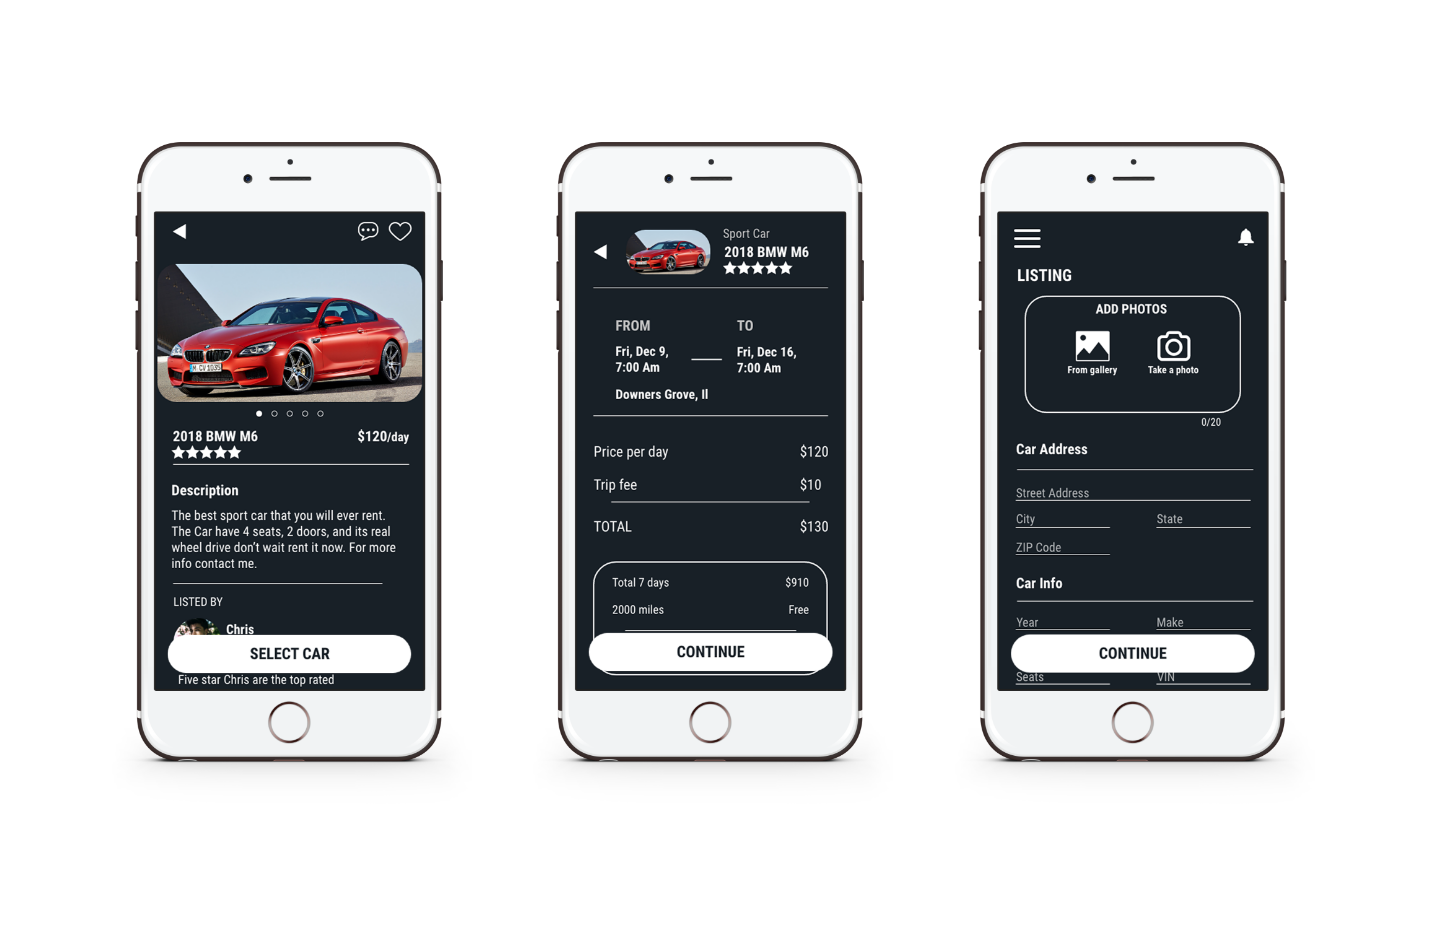 2018 BMW M6
$120/day
Description
The best sport car that you will ever rent.
The Car have 4 seats, 2 doors, and its real
wheel drive don't wait rent it now. For more
info contact me.
LISTED BY
Chris
SELECT CAR
Five star Chris are the top rated
Sport Car
2018 BMW M6
FROM
TO
Fri, Dec 9,
7:00 Am
Fri, Dec 16,
7:00 Am
Downers Grove, Il
Price per day
$120
Trip fee
$10
TOTAL
$130
Total 7 days
$910
2000 miles
Free
CONTINUE
LISTING
ADD PHOTOS
From gallery
Take a photo
0/20
Car Address
Street Address
City
State
ZIP Code
Car Info
Year
Make
CONTINUE
Seats
VIN